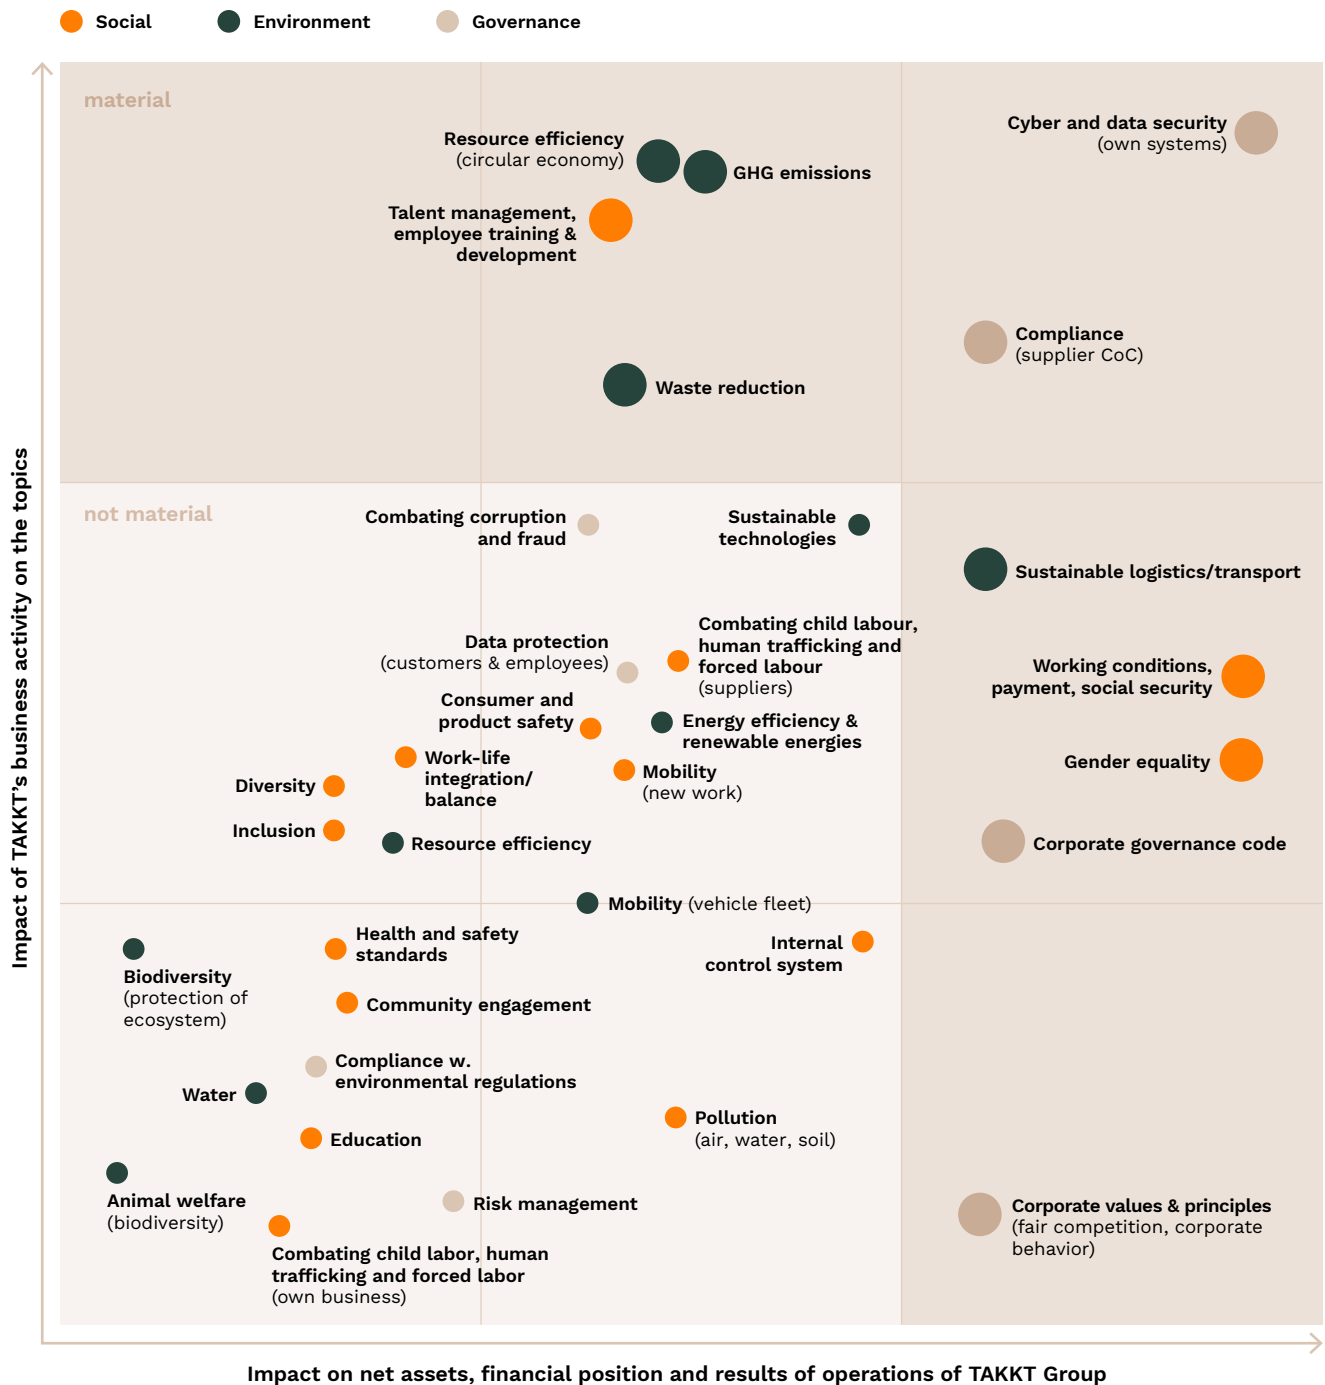 Social
Environment
Governance
material
Cyber and data security
(own systems)
Resource efficiency
(circular economy)
GHG emissions
Talent management,
employee training &
development
Compliance
(supplier CoC)
Waste reduction
not material
Combating corruption
and fraud
Sustainable
technologies
Sustainable logistics/transport
Combating child labour,
human trafficking and
forced labour
(suppliers)
Data protection
(customers & employees)
Working conditions,
payment, social security
Consumer and
product safety
Energy efficiency &
renewable energies
Work-life
integration/
balance
Mobility
(new work)
Gender equality
Diversity
Inclusion
Resource efficiency
Corporate governance code
Mobility (vehicle fleet)
Health and safety
standards
Internal
control system
Biodiversity
(protection of
ecosystem)
Community engagement
Compliance w.
environmental regulations
Water
Education
Pollution
(air, water, soil)
Animal welfare
(biodiversity)
Risk management
Corporate values & principles
(fair competition, corporate
behavior)
Combating child labor, human
trafficking and forced labor
(own business)
Impact of TAKKT's business activity on the topics
Impact on net assets, financial position and results of operations of TAKKT Group